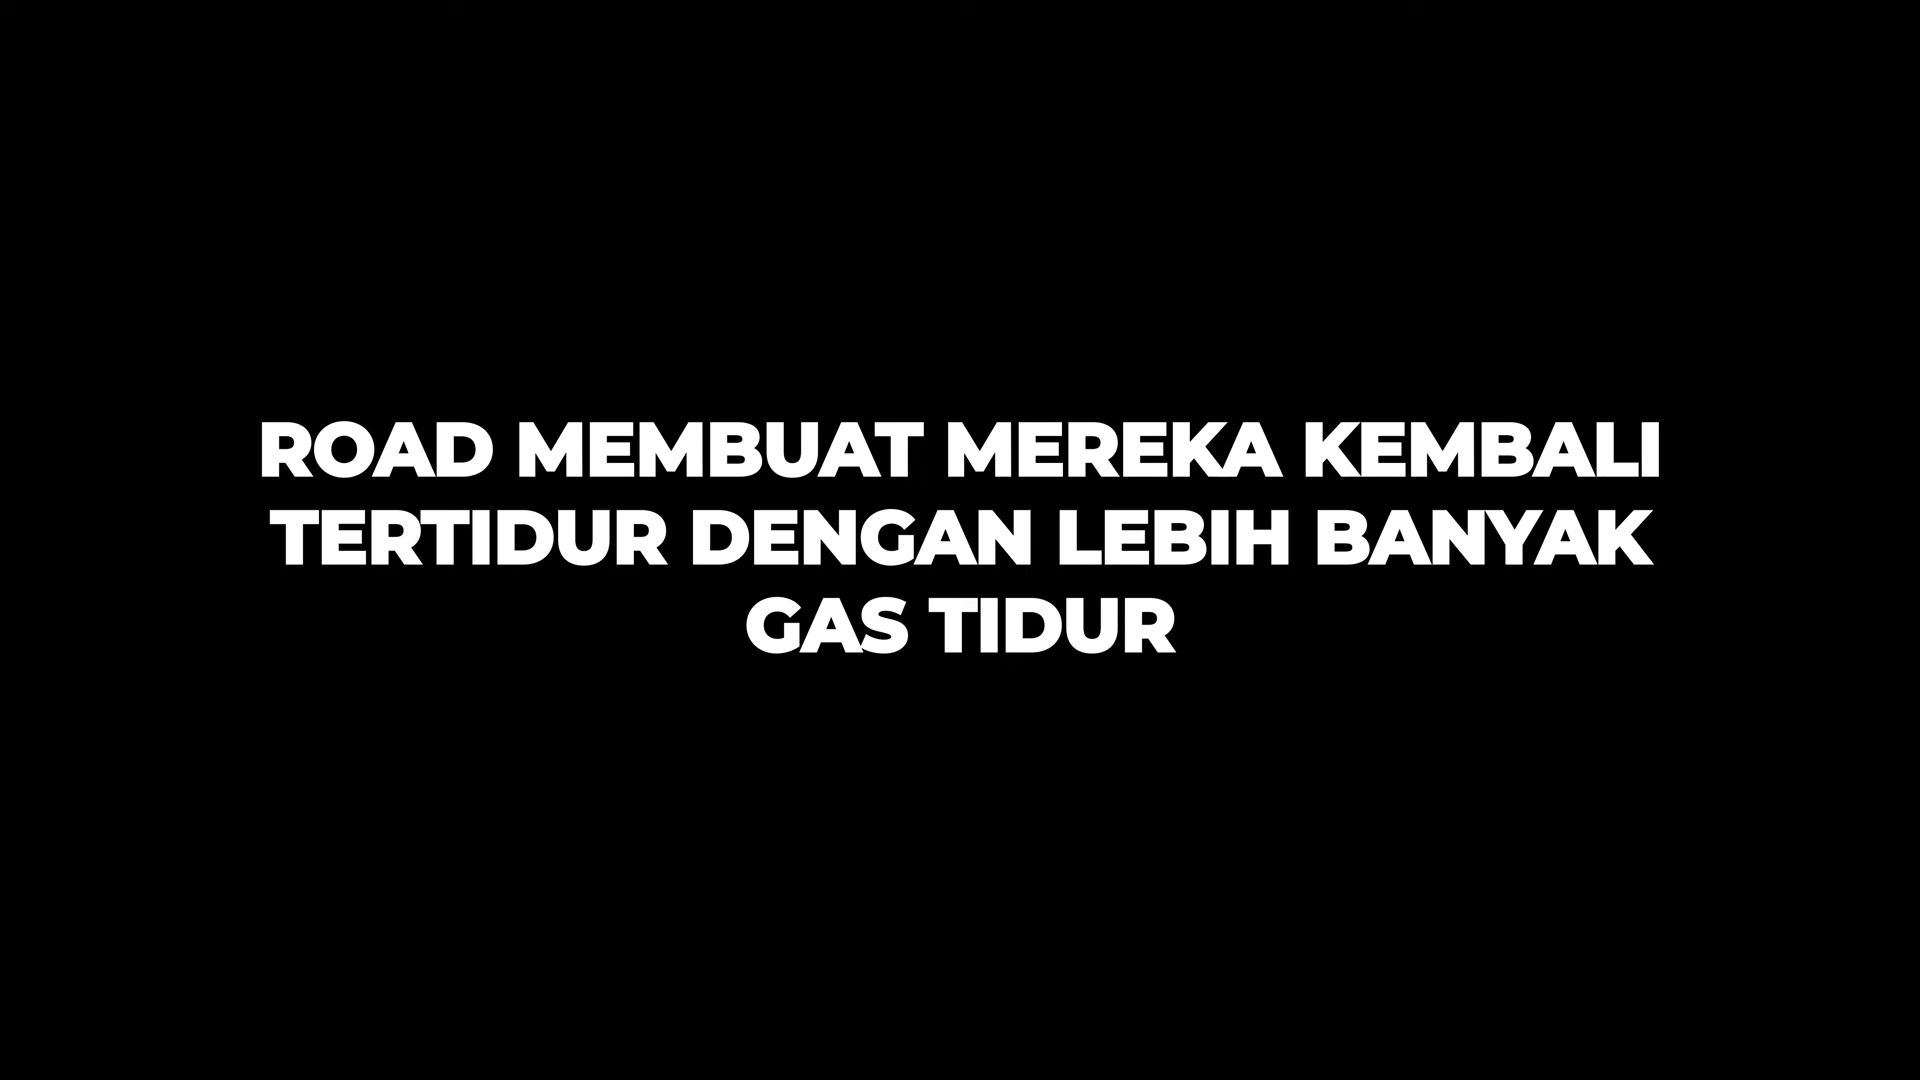 ROAD MEMBUAT MEREKA KEMBALI
TERTIDUR DENGAN LEBIH BANYAK
GAS TIDUR